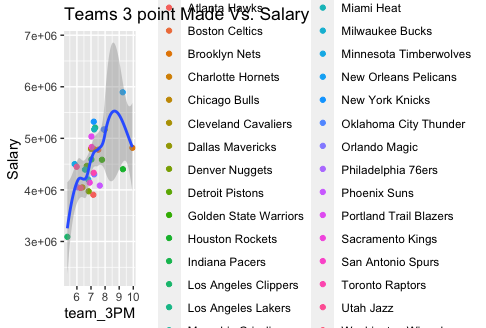 Teams 3 point Made Vs. Salary
7e+06
6e+06
5e+06
4e+06
3e+06
Salary
6 7 8 9 10
team_3PM
Atlanta Hawks
Boston Celtics
Brooklyn Nets
Charlotte Hornets
Chicago Bulls
Cleveland Cavaliers
Dallas Mavericks
Denver Nuggets
Detroit Pistons
Golden State Warriors
Houston Rockets
Indiana Pacers
Los Angeles Clippers
Los Angeles Lakers
Miami Heat
Milwaukee Bucks
Minnesota Timberwolves
New Orleans Pelicans
New York Knicks
Oklahoma City Thunder
Orlando Magic
Philadelphia 76ers
Phoenix Suns
Portland Trail Blazers
Sacramento Kings
San Antonio Spurs
Toronto Raptors
Utah Jazz